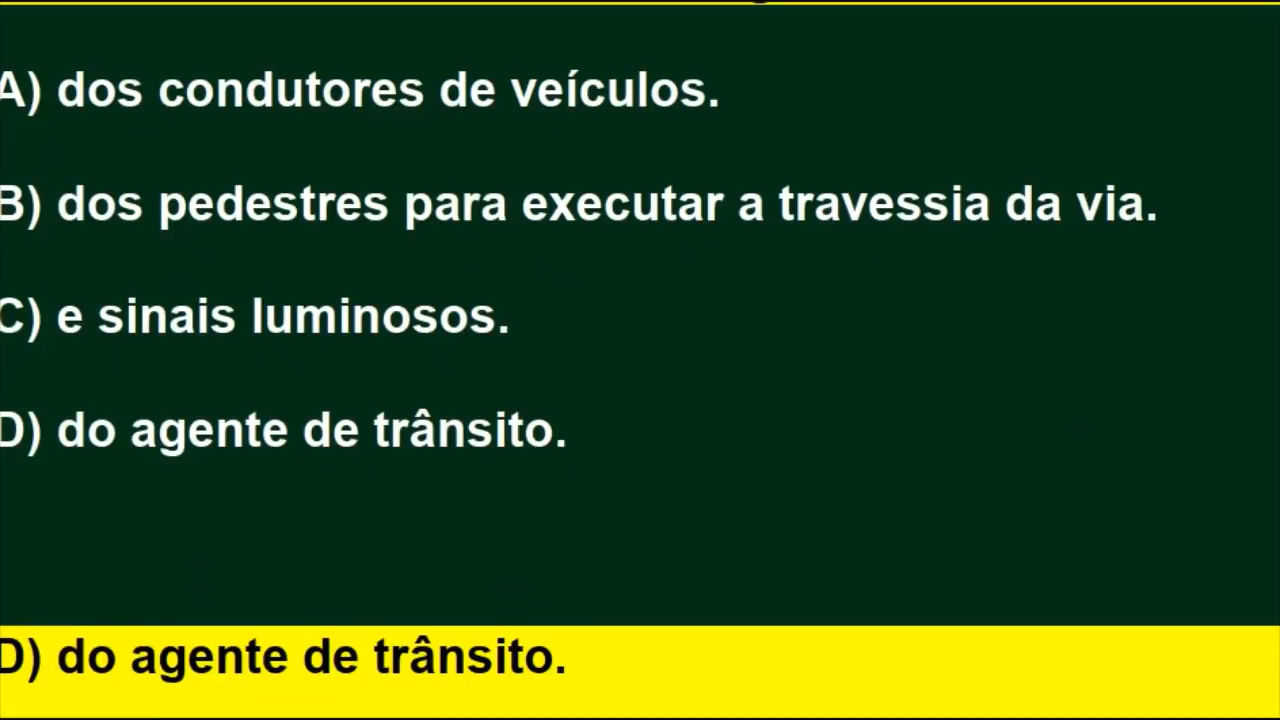 A) dos condutores de veículos.
B) dos pedestres para executar a travessia da via.
C) e sinais luminosos.
D) do agente de trânsito.
D) do agente de trânsito.